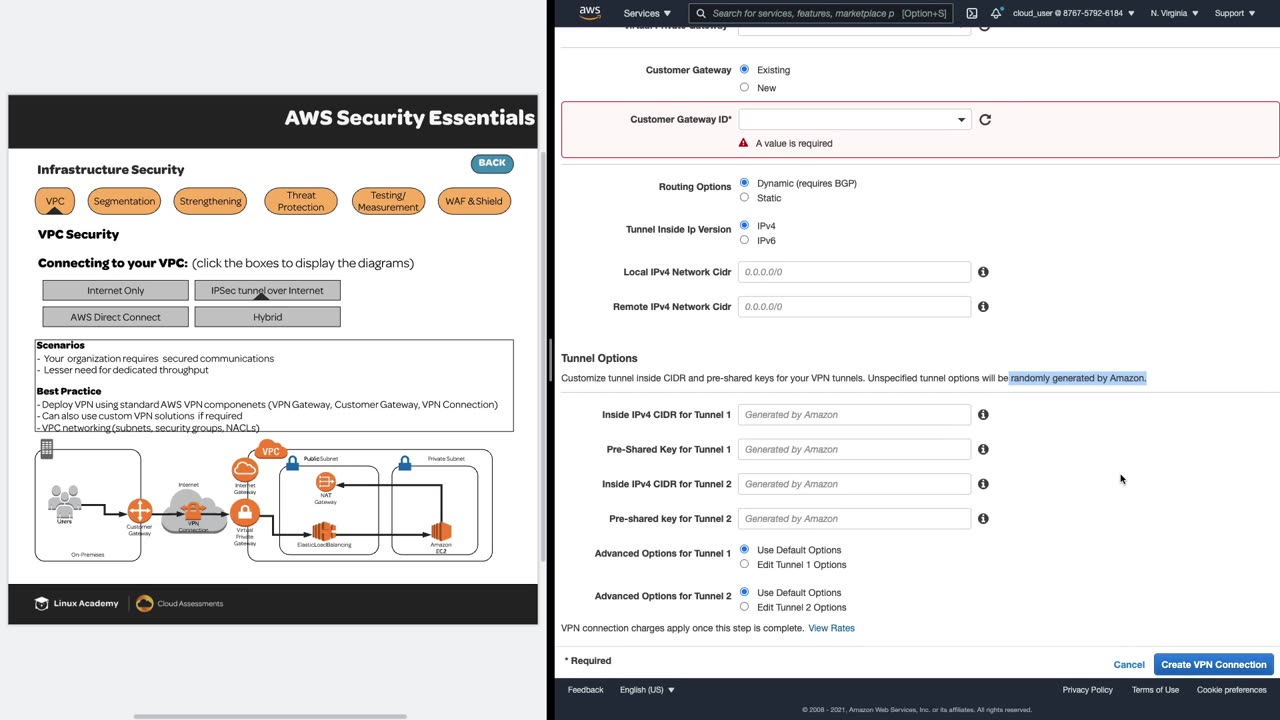 AWS Security Essentials
Infrastructure Security
BACK
VPC
Segmentation
Strengthening
Threat
Protection
Testing/
Measurement
WAF & Shield
VPC Security
Connecting to your VPC: (click the boxes to display the diagrams)
Internet Only
IPSec tunnel over Internet
AWS Direct Connect
Hybrid
Scenarios
- Your organization requires secured communications
- Lesser need for dedicated throughput
Best Practice
- Deploy VPN using standard AWS VPN componenets (VPN Gateway, Customer Gateway, VPN Connection)
- Can also use custom VPN solutions if required
- VPC networking (subnets, security groups, NACLs)
VPC
Public Subnet
Private Subnet
Internet
Internet
Gateway
NAT
Gateway
Users
Customer
Gateway
VPN
Connection
Virtual
Private
Gateway
ElasticLoadBalancing
Amazon
EC2
On-Premises
Linux Academy
Cloud Assessments
aws
Services
Search for services, features, marketplace p
[Option+S]
cloud_user @ 8767-5792-6184
N. Virginia
Support
Virtual Private Gateway
Customer Gateway
Existing
New
Customer Gateway ID*
A value is required
Routing Options
Dynamic (requires BGP)
Static
Tunnel Inside Ip Version
IPv4
IPv6
Local IPv4 Network Cidr
0.0.0.0/0
Remote IPv4 Network Cidr
0.0.0.0/0
Tunnel Options
Customize tunnel inside CIDR and pre-shared keys for your VPN tunnels. Unspecified tunnel options will be randomly generated by Amazon.
Inside IPv4 CIDR for Tunnel 1
Generated by Amazon
Pre-Shared Key for Tunnel 1
Generated by Amazon
Inside IPv4 CIDR for Tunnel 2
Generated by Amazon
Pre-shared key for Tunnel 2
Generated by Amazon
Advanced Options for Tunnel 1
Use Default Options
Edit Tunnel 1 Options
Advanced Options for Tunnel 2
Use Default Options
Edit Tunnel 2 Options
VPN connection charges apply once this step is complete. View Rates
* Required
Cancel
Create VPN Connection
Feedback
English (US)
Privacy Policy
Terms of Use
Cookie preferences
© 2008 - 2021, Amazon Web Services, Inc. or its affiliates. All rights reserved.